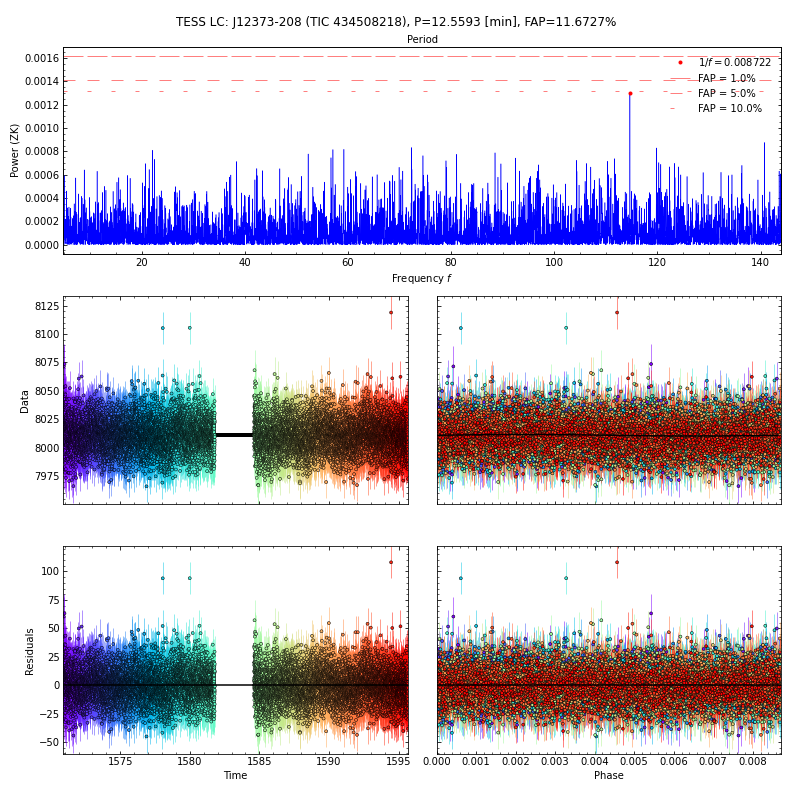 TESS LC: J12373-208 (TIC 434508218), P=12.5593 [min], FAP=11.6727%
Period
0.0016
0.0014
0.0012
0.0010
0.0008
0.0006
0.0004
0.0002
0.0000
Power (ZK)
1/f = 0.008722
FAP = 1.0%
FAP = 5.0%
FAP = 10.0%
20 40 60 80 100 120 140
Frequency f
8125
8100
8075
8050
8025
8000
7975
Data
100
75
50
25
0
−25
−50
Residuals
1575 1580 1585 1590 1595
Time
0.000 0.001 0.002 0.003 0.004 0.005 0.006 0.007 0.008
Phase